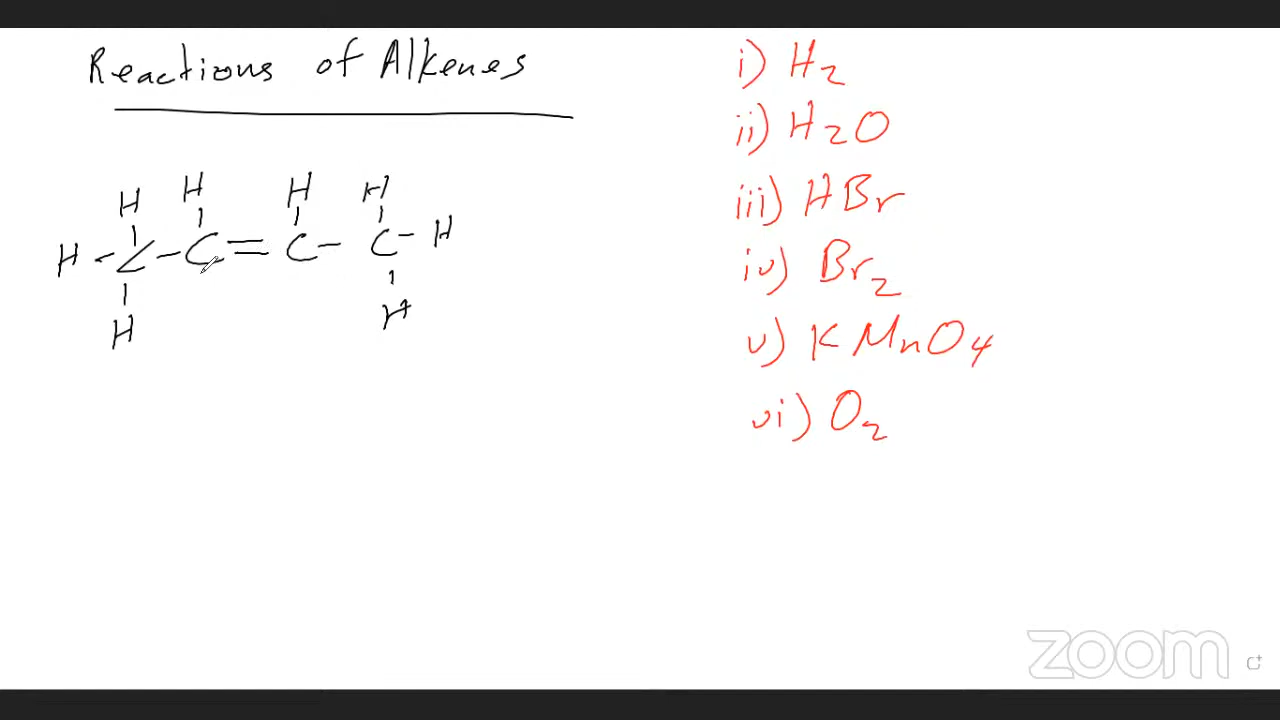 Reactions of Alkenes
i) H2
ii) H2O
iii) HBr
iv) Br2
v) KMnO4
vi) O2
H H H H
H - C - C = C - C - H
H H
zoom